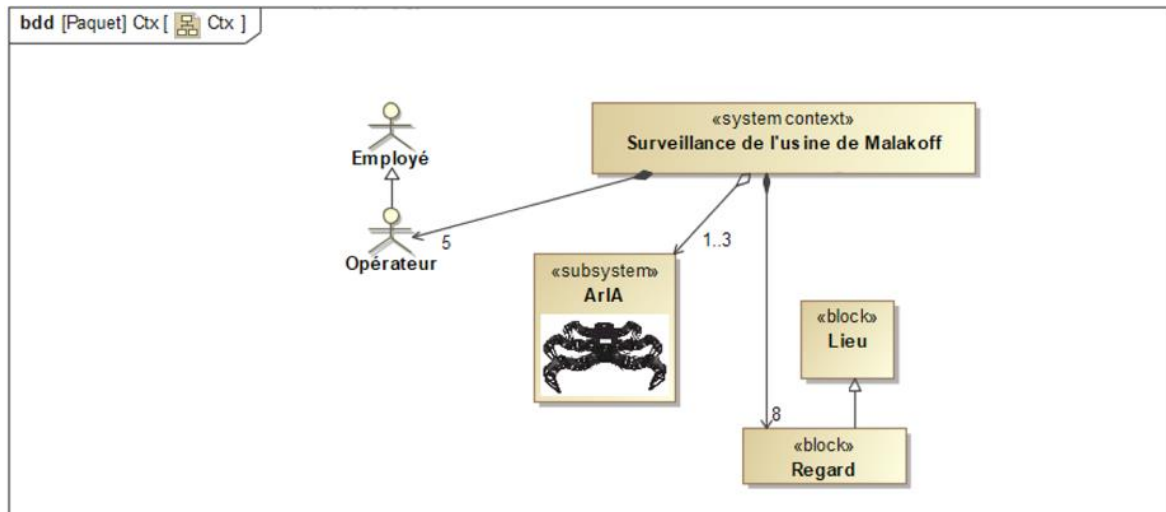 bdd [Paquet] Ctx [ Ctx ]
Employé
Opérateur
«system context»
Surveillance de l'usine de Malakoff
5
1..3
«subsystem»
ArIA
«block»
Lieu
8
«block»
Regard